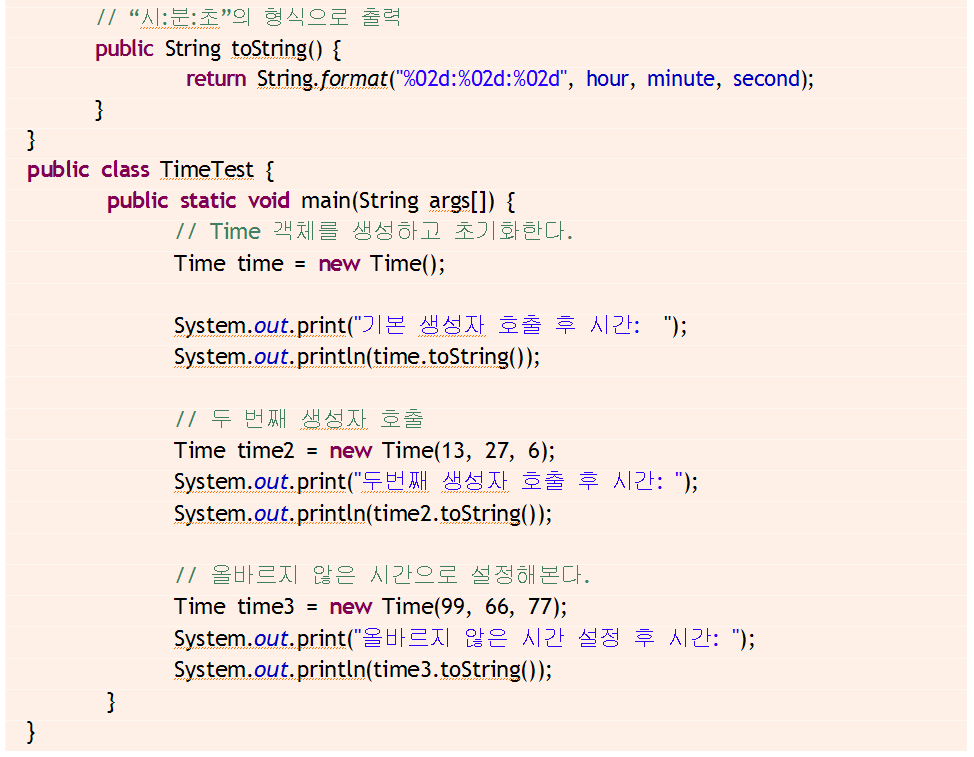 // “시:분:초”의 형식으로 출력
public String toString() {
return String.format("%02d:%02d:%02d", hour, minute, second);
}
}
public class TimeTest {
public static void main(String args[]) {
// Time 객체를 생성하고 초기화한다.
Time time = new Time();
System.out.print("기본 생성자 호출 후 시간:  ");
System.out.println(time.toString());
// 두 번째 생성자 호출
Time time2 = new Time(13, 27, 6);
System.out.print("두번째 생성자 호출 후 시간: ");
System.out.println(time2.toString());
// 올바르지 않은 시간으로 설정해본다.
Time time3 = new Time(99, 66, 77);
System.out.print("올바르지 않은 시간 설정 후 시간: ");
System.out.println(time3.toString());
}
}